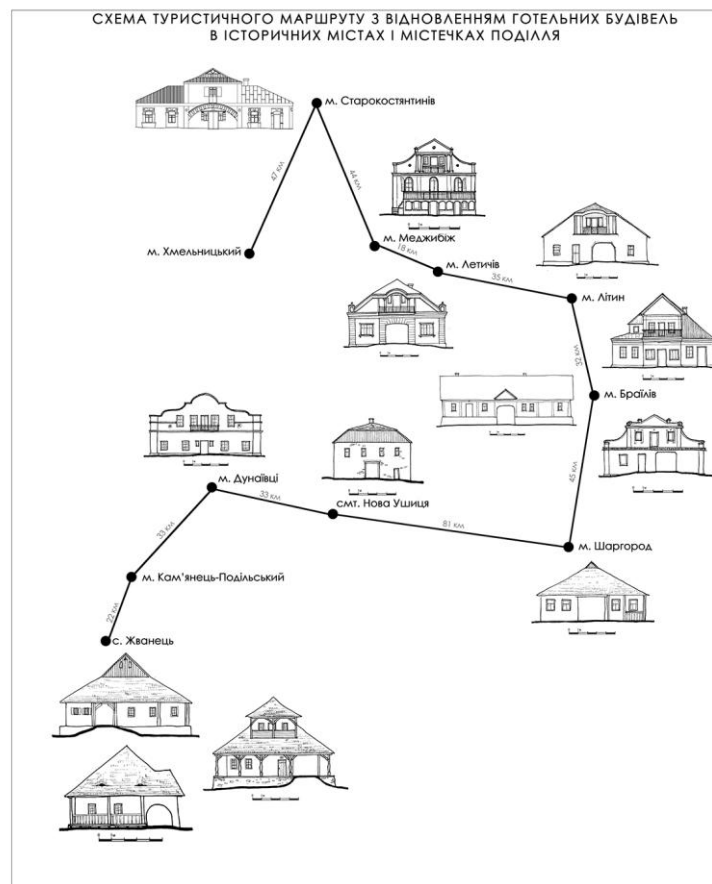 СХЕМА ТУРИСТИЧНОГО МАРШРУТУ З ВІДНОВЛЕННЯМ ГОТЕЛЬНИХ БУДІВЕЛЬ
В ІСТОРИЧНИХ МІСТАХ І МІСТЕЧКАХ ПОДІЛЛЯ
м. Старокостянтинів
47 км
44 км
м. Хмельницький
м. Меджибіж
18 км
м. Летичів
35 км
м. Літин
32 км
м. Браїлів
45 км
м. Дунаївці
33 км
смт. Нова Ушиця
81 км
м. Шаргород
33 км
м. Кам'янець-Подільський
22 км
с. Жванець